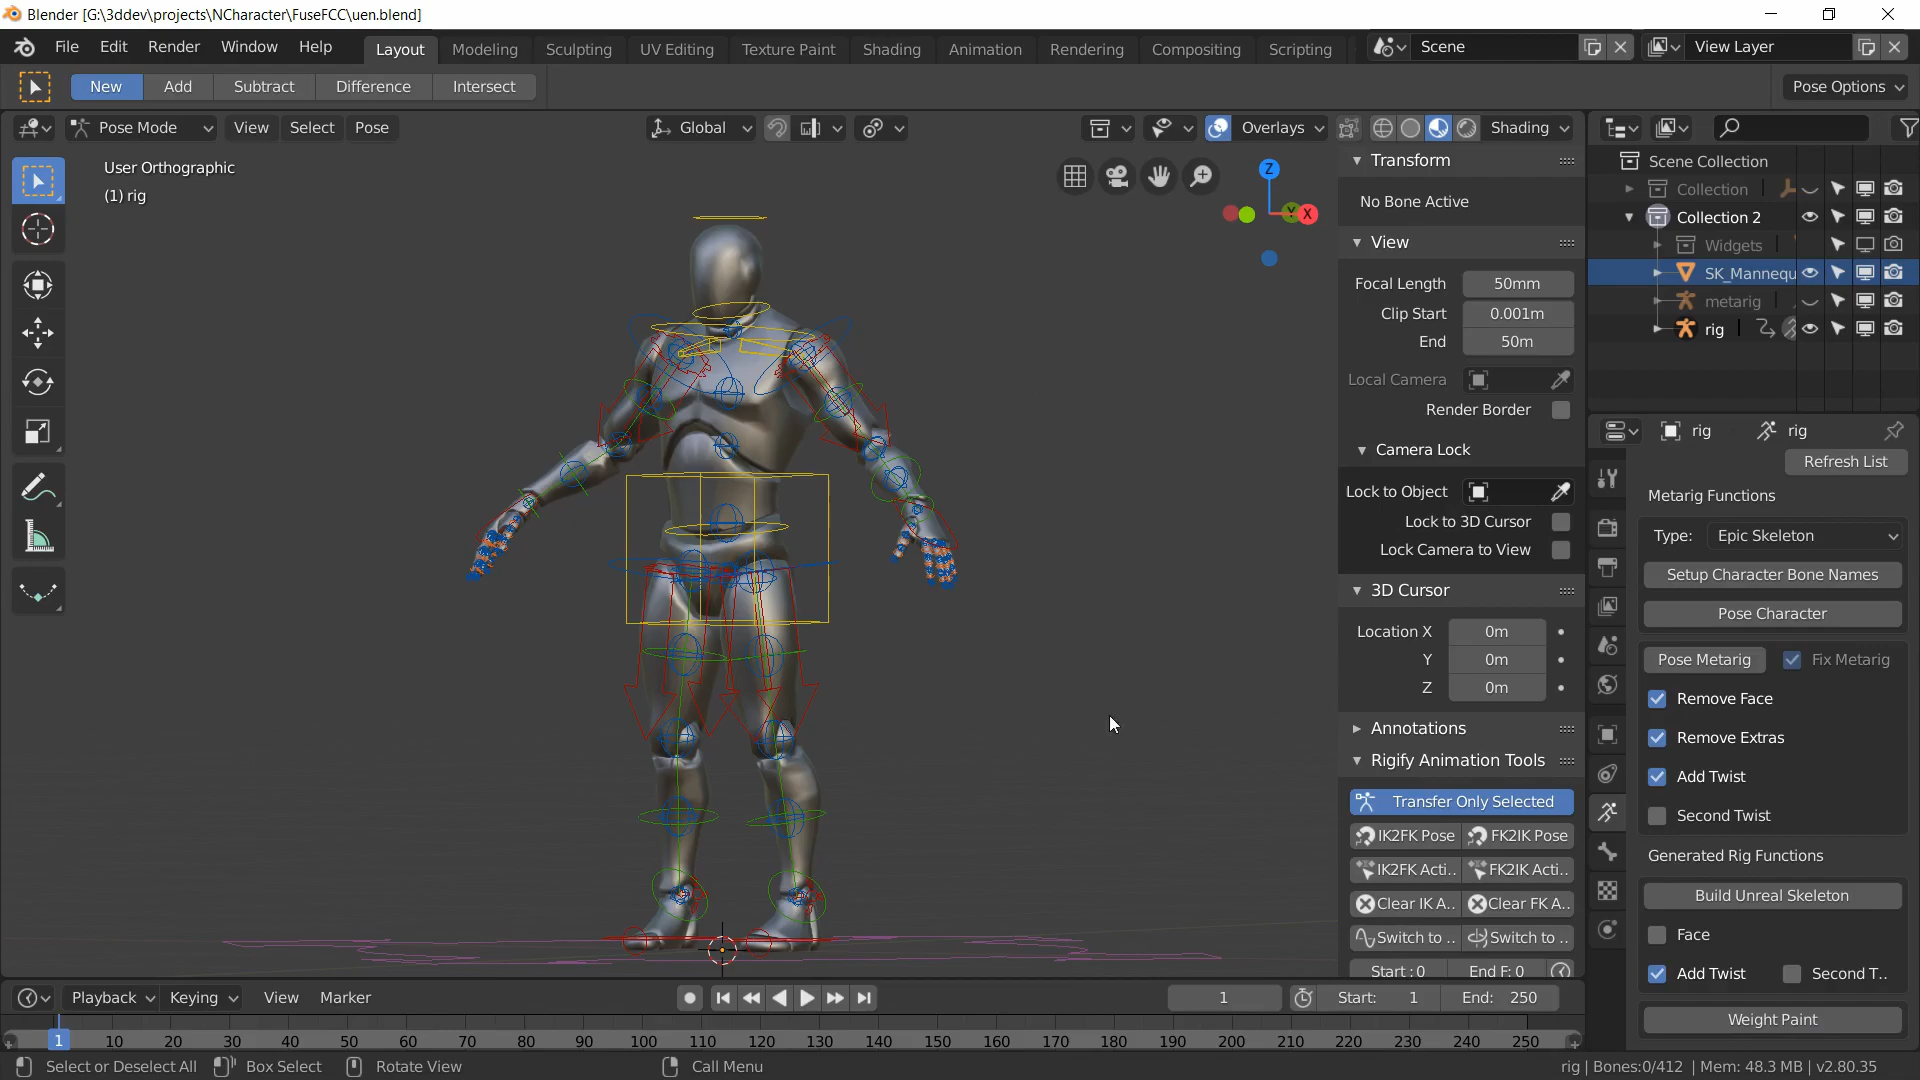 Blender [G:\3ddev\projects\NCharacter\FuseFCC\uen.blend]
File Edit Render Window Help Layout Modeling Sculpting UV Editing Texture Paint Shading Animation Rendering Compositing Scripting Scene View Layer
New Add Subtract Difference Intersect Pose Options
Pose Mode View Select Pose Global Overlays Shading
User Orthographic
(1) rig
Z
Y
X
Transform
No Bone Active
View
Focal Length 50mm
Clip Start 0.001m
End 50m
Local Camera
Render Border
Camera Lock
Lock to Object
Lock to 3D Cursor
Lock Camera to View
3D Cursor
Location X 0m
Y 0m
Z 0m
Annotations
Rigify Animation Tools
Transfer Only Selected
IK2FK Pose FK2IK Pose
IK2FK Acti.. FK2IK Acti..
Clear IK A.. Clear FK A..
Switch to .. Switch to ..
Start :0 End F: 0
Scene Collection
Collection
Collection 2
Widgets
SK_Mannequ
metarig
rig
rig rig
Refresh List
Metarig Functions
Type: Epic Skeleton
Setup Character Bone Names
Pose Character
Pose Metarig Fix Metarig
Remove Face
Remove Extras
Add Twist
Second Twist
Generated Rig Functions
Build Unreal Skeleton
Face
Add Twist Second T..
Weight Paint
Playback Keying View Marker 1 Start: 1 End: 250
1 10 20 30 40 50 60 70 80 90 100 110 120 130 140 150 160 170 180 190 200 210 220 230 240 250
Select or Deselect All Box Select Rotate View Call Menu rig | Bones:0/412 | Mem: 48.3 MB | v2.80.35